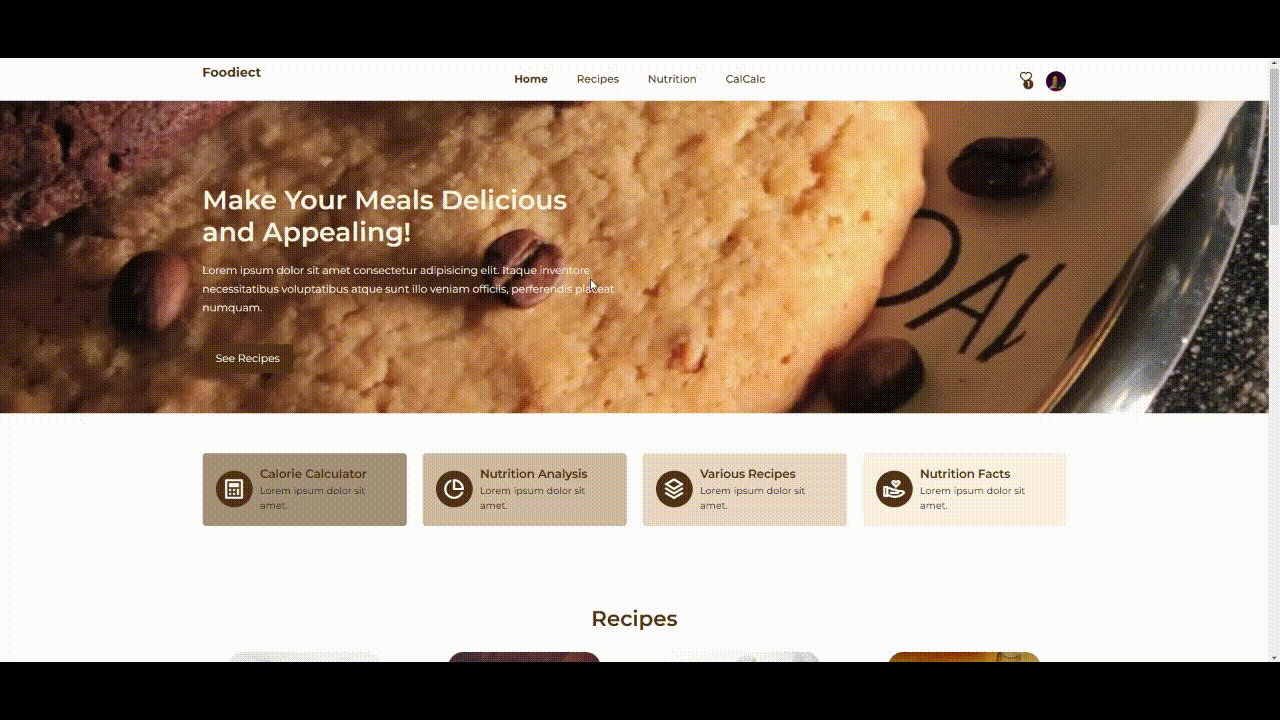 Foodiect
Home Recipes Nutrition CalCalc
1
Make Your Meals Delicious
and Appealing!
Lorem ipsum dolor sit amet consectetur adipisicing elit. Itaque inventore
necessitatibus voluptatibus atque sunt illo veniam officiis, perferendis placeat
numquam.
See Recipes
Calorie Calculator
Lorem ipsum dolor sit
amet.
Nutrition Analysis
Lorem ipsum dolor sit
amet.
Various Recipes
Lorem ipsum dolor sit
amet.
Nutrition Facts
Lorem ipsum dolor sit
amet.
Recipes